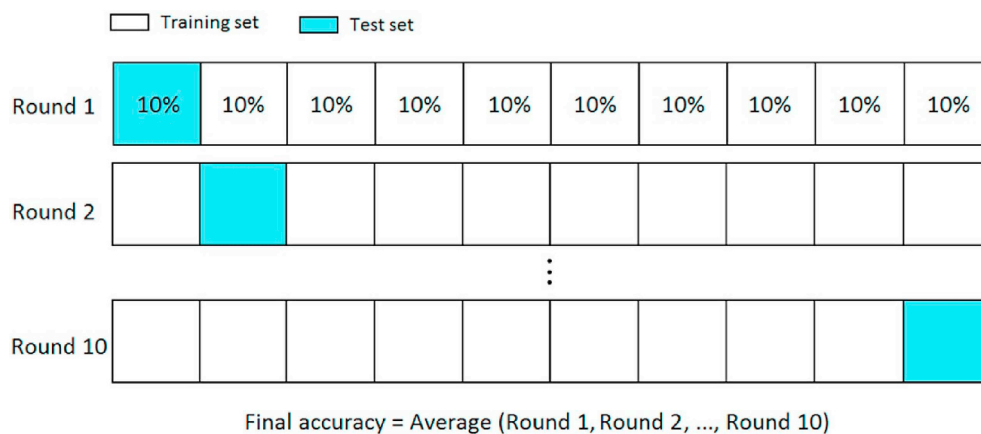 Training set Test set
Round 1 10% 10% 10% 10% 10% 10% 10% 10% 10% 10%
Round 2
⋮
Round 10
Final accuracy = Average (Round 1, Round 2, ..., Round 10)